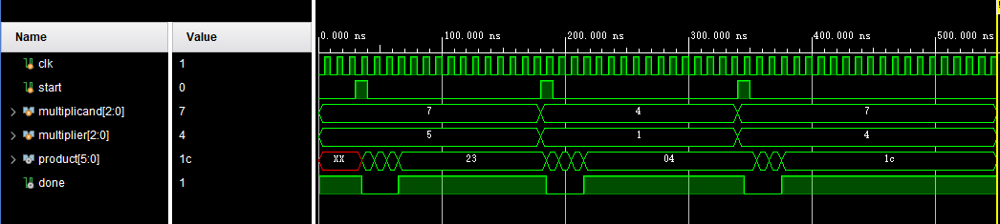 Name Value
0.000 ns 100.000 ns 200.000 ns 300.000 ns 400.000 ns 500.000 ns
clk 1
start 0
multiplicand[2:0] 7 7 4 7
multiplier[2:0] 4 5 1 4
product[5:0] 1c XX 23 04 1c
done 1